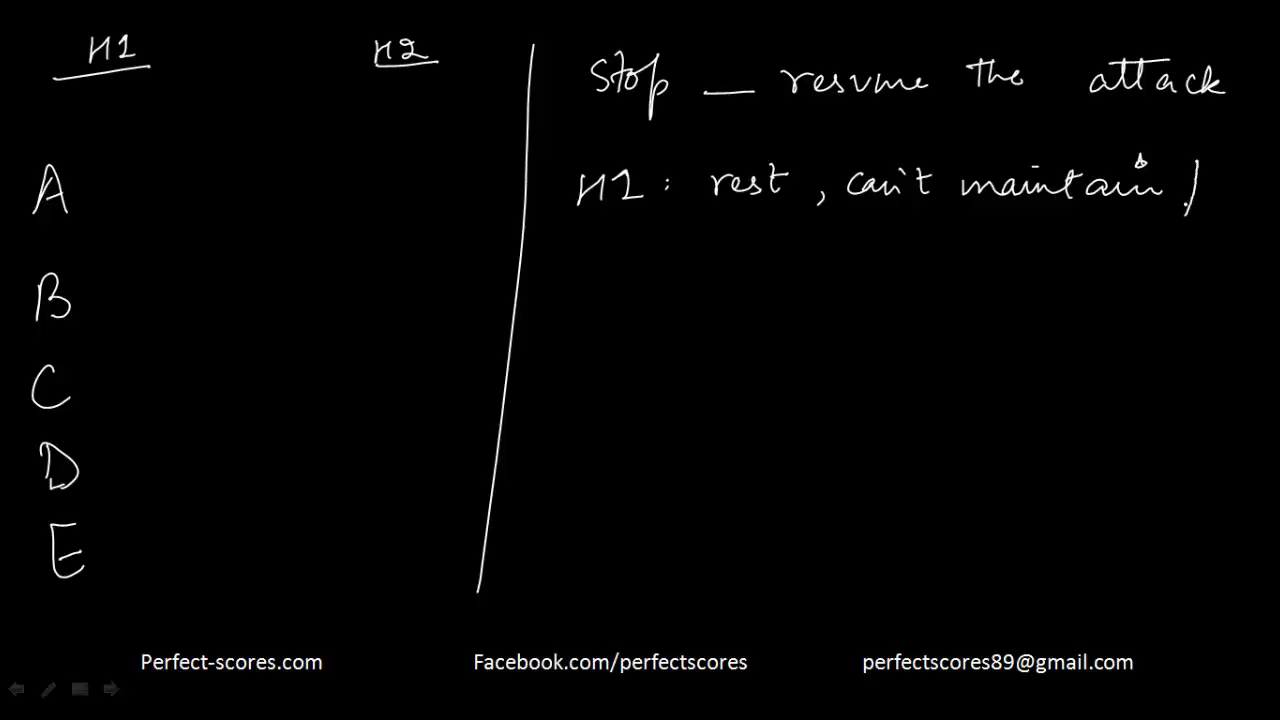 H1 H2
A
B
C
D
E
Stop — resume the attack
H1 : rest , can't maintain
Perfect-scores.com Facebook.com/perfectscores perfectscores89@gmail.com